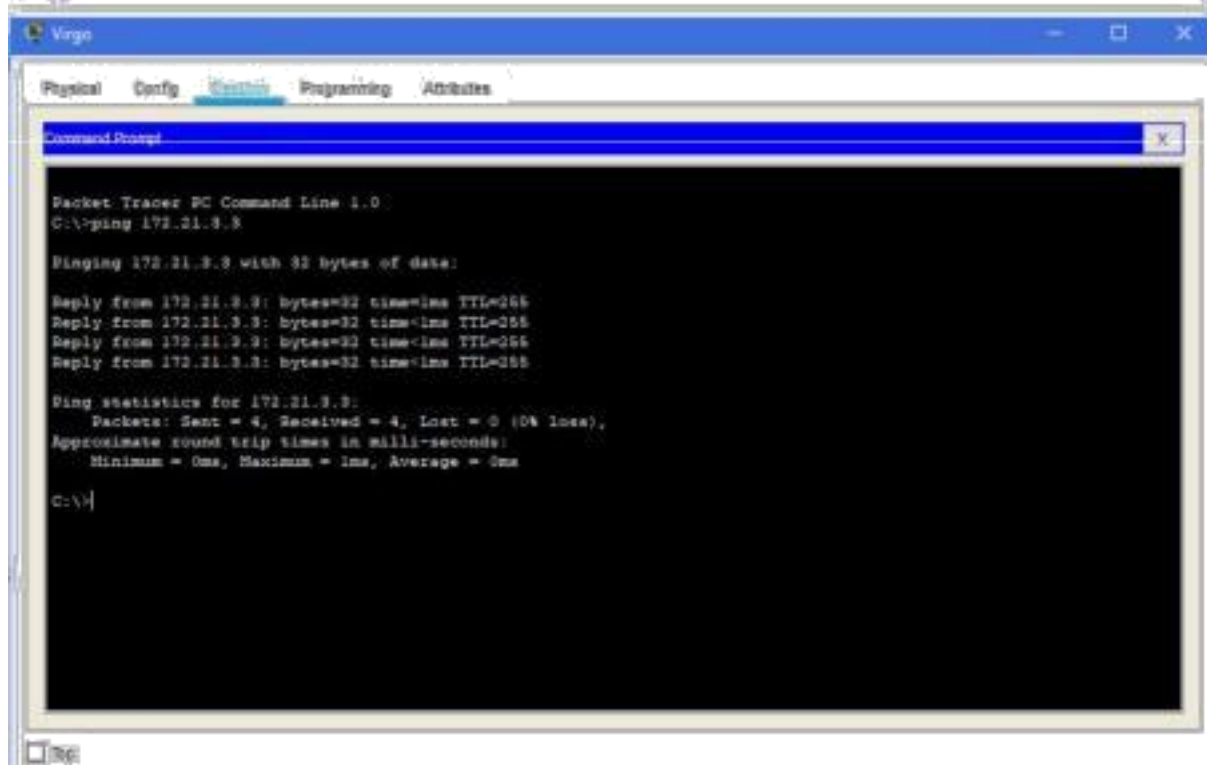 Virgo
Physical Config Desktop Programming Attributes
Command Prompt
X
Packet Tracer PC Command Line 1.0
C:\>ping 172.21.3.3
Pinging 172.21.3.3 with 32 bytes of data:
Reply from 172.21.3.3: bytes=32 time=1ms TTL=255
Reply from 172.21.3.3: bytes=32 time<1ms TTL=255
Reply from 172.21.3.3: bytes=32 time<1ms TTL=255
Reply from 172.21.3.3: bytes=32 time<1ms TTL=255
Ping statistics for 172.21.3.3:
Packets: Sent = 4, Received = 4, Lost = 0 (0% loss),
Approximate round trip times in milli-seconds:
Minimum = 0ms, Maximum = 1ms, Average = 0ms
C:\>
Top